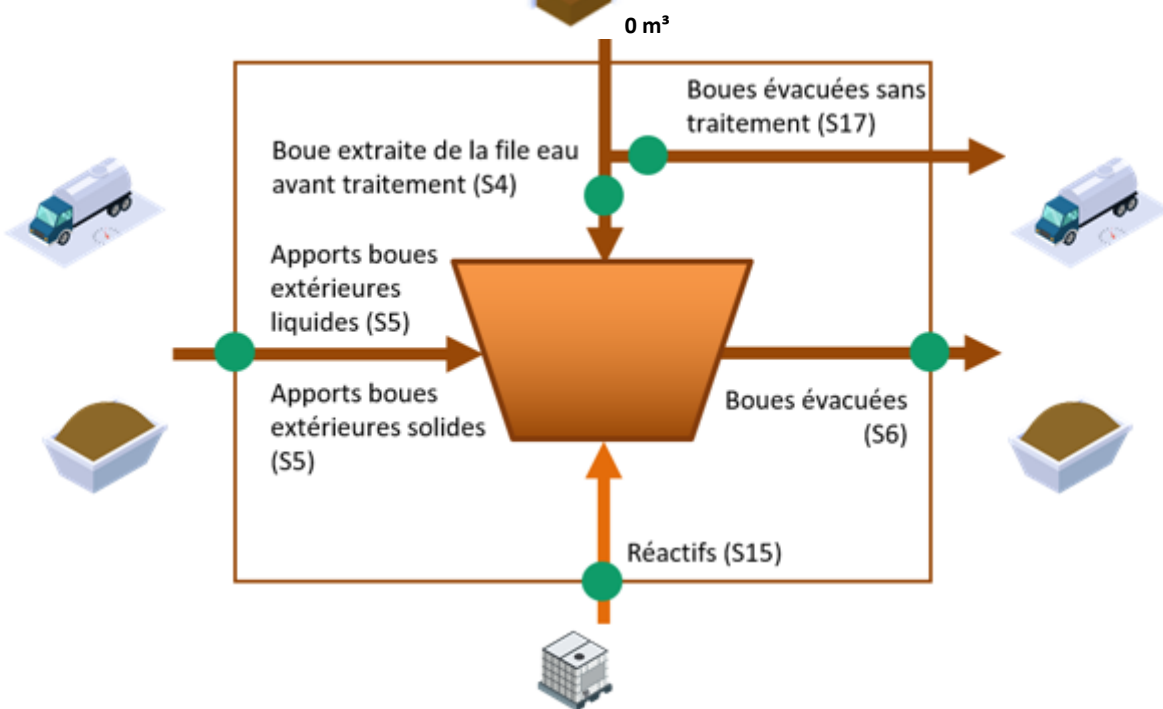 0 m³
Boues évacuées sans
traitement (S17)
Boue extraite de la file eau
avant traitement (S4)
Apports boues
extérieures
liquides (S5)
Apports boues
extérieures solides
(S5)
Boues évacuées
(S6)
Réactifs (S15)